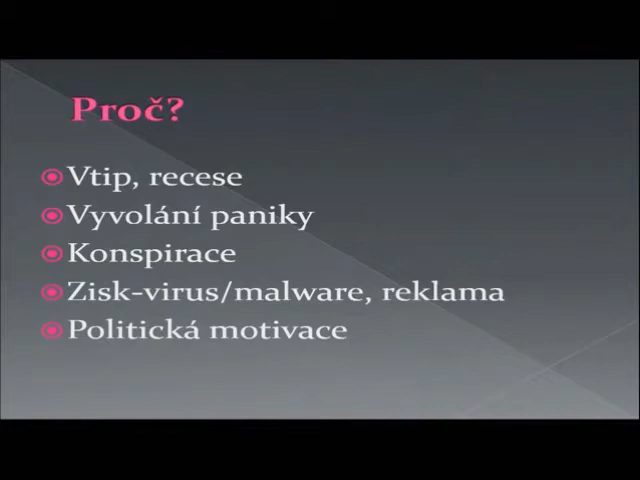 Proč?
Vtip, recese
Vyvolání paniky
Konspirace
Zisk-virus/malware, reklama
Politická motivace